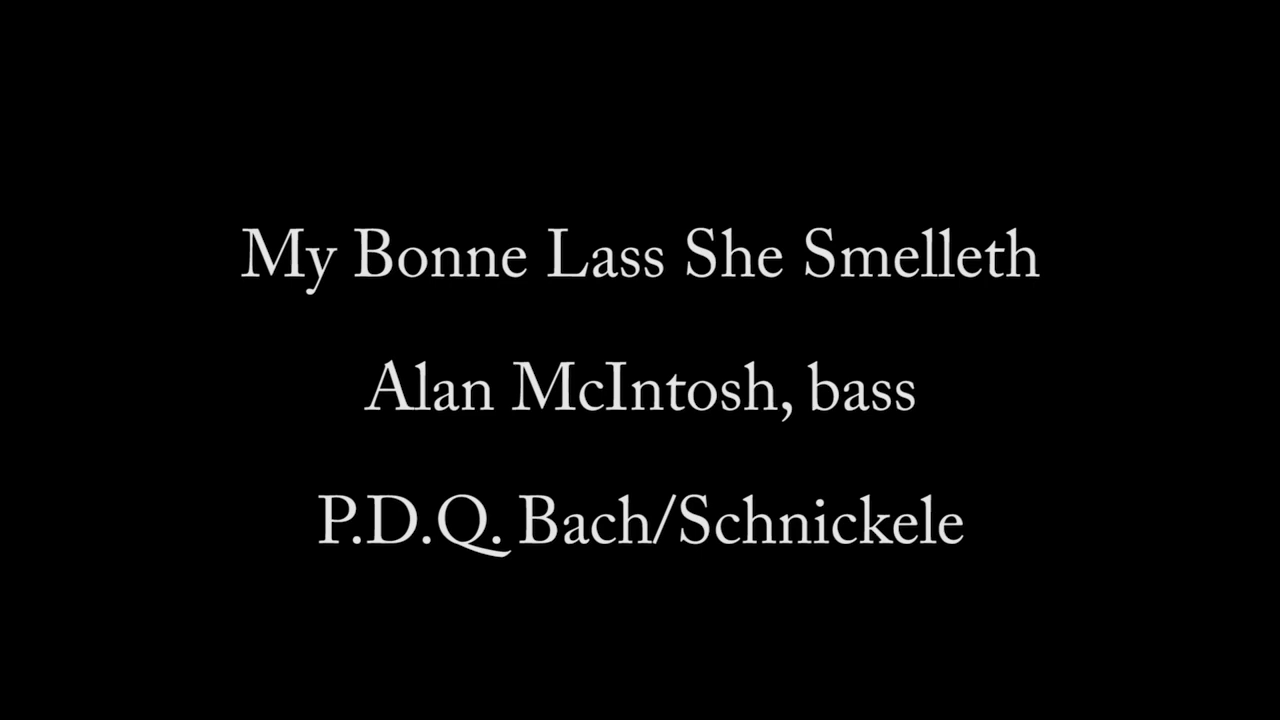 My Bonne Lass She Smelleth
Alan McIntosh, bass
P.D.Q. Bach/Schnickele